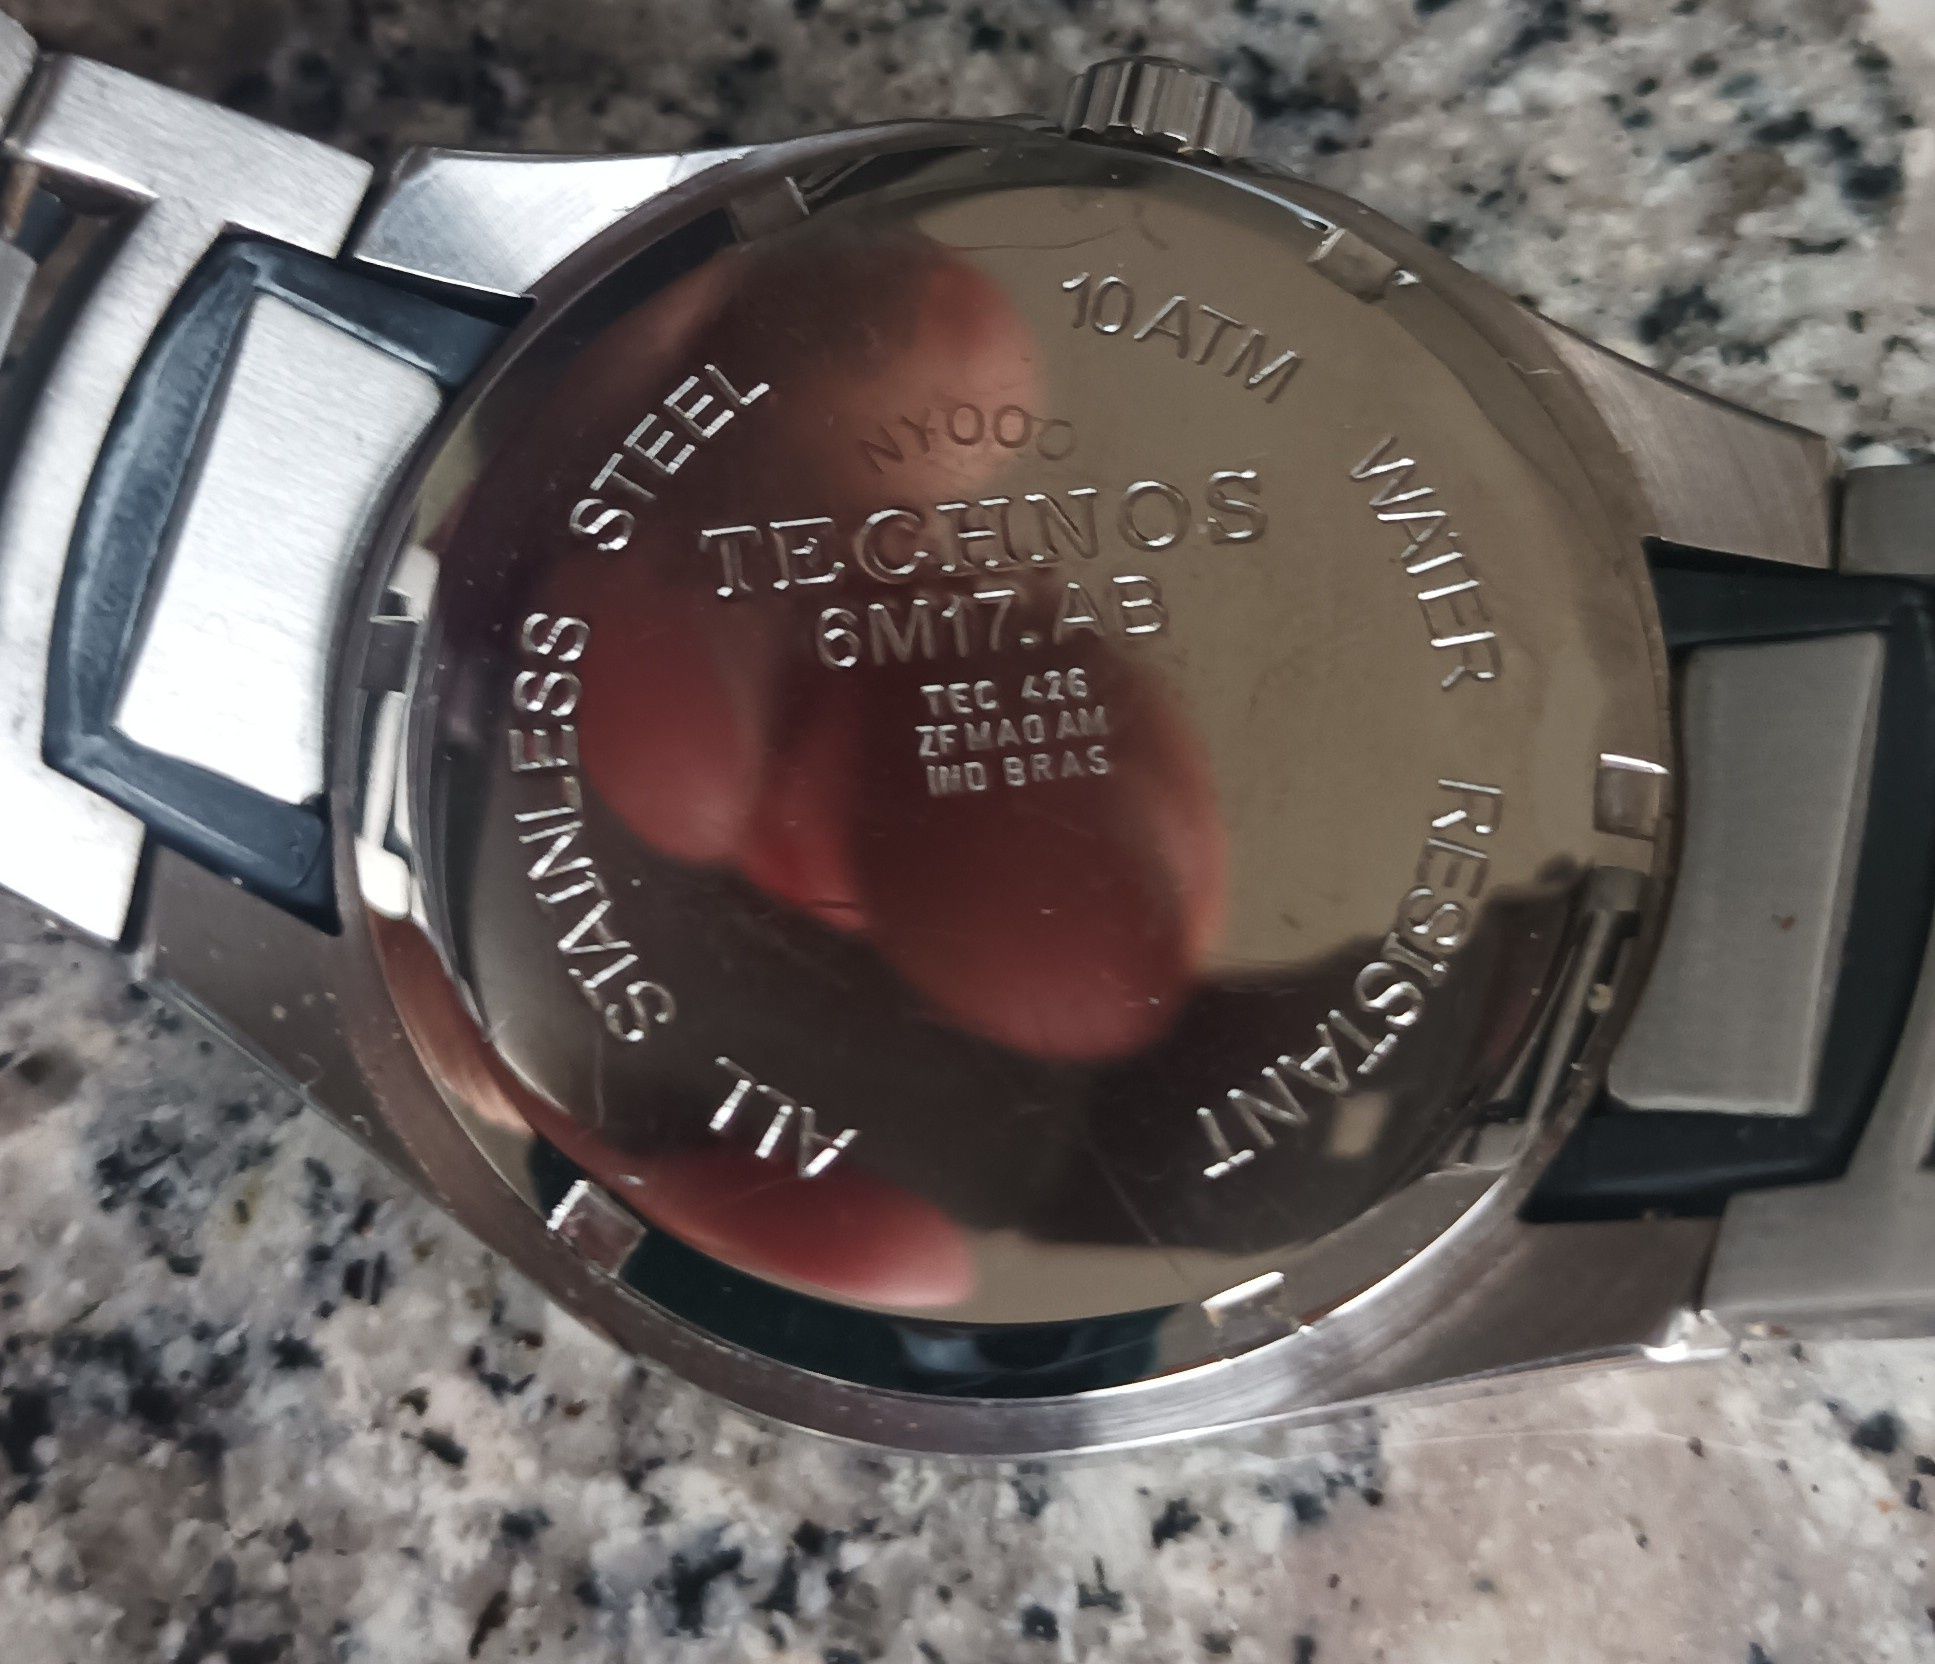 ALL STAINLESS STEEL
10 ATM WATER RESISTANT
NY000
TECHNOS
6M17.AB
TEC 426
ZF MAO AM
IND BRAS